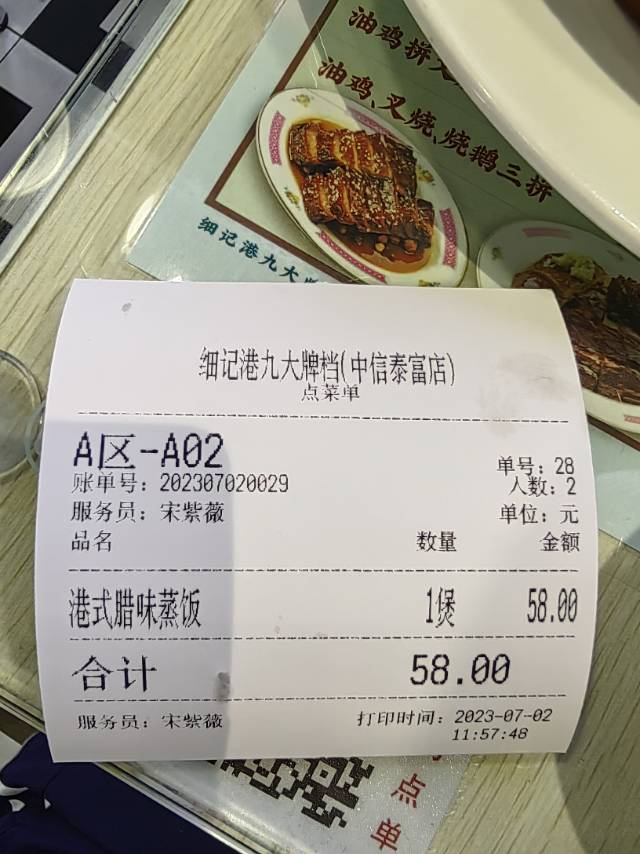 油鸡拼叉
油鸡、叉烧、烧鹅三拼
细记港九大牌
细记港九大牌档(中信泰富店)
点菜单
A区-A02
单号：28
账单号：202307020029
人数：2
服务员：宋紫薇
单位：元
品名 数量 金额
港式腊味蒸饭 1煲 58.00
合计 58.00
服务员：宋紫薇 打印时间：2023-07-02
11:57:48
点
单